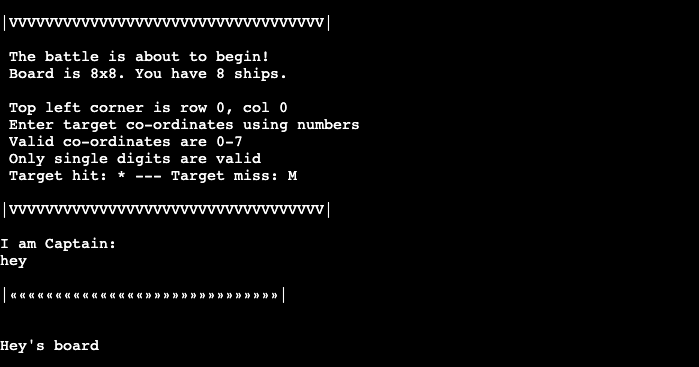 |VVVVVVVVVVVVVVVVVVVVVVVVVVVVVVVVVVV|
The battle is about to begin!
Board is 8x8. You have 8 ships.
Top left corner is row 0, col 0
Enter target co-ordinates using numbers
Valid co-ordinates are 0-7
Only single digits are valid
Target hit: * --- Target miss: M
|VVVVVVVVVVVVVVVVVVVVVVVVVVVVVVVVVVV|
I am Captain:
hey
|«««««««««««««««»»»»»»»»»»»»»»»|
Hey's board